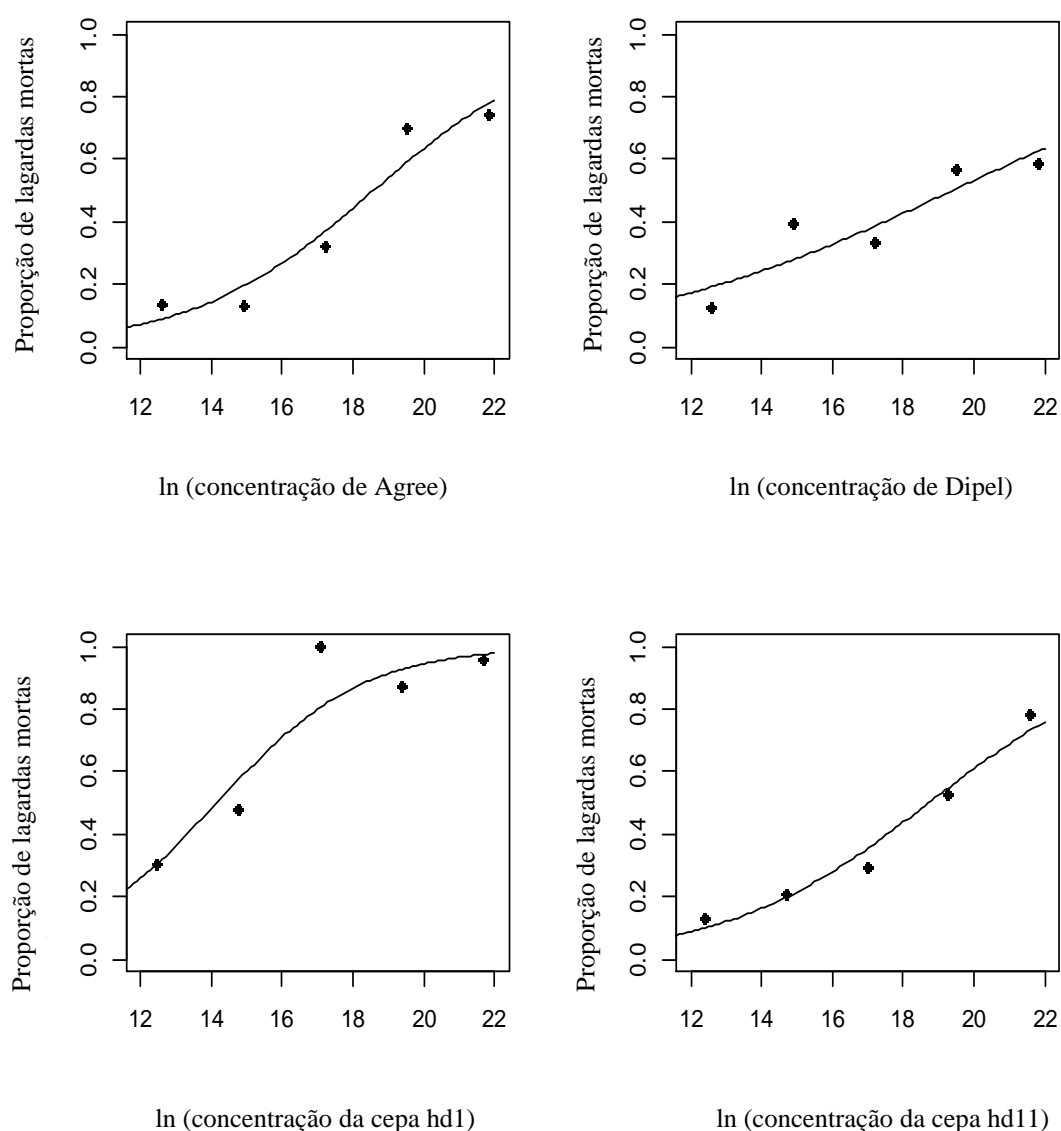 Proporção de lagardas mortas
1.0
0.8
0.6
0.4
0.2
0.0
12 14 16 18 20 22
ln (concentração de Agree)
Proporção de lagardas mortas
1.0
0.8
0.6
0.4
0.2
0.0
12 14 16 18 20 22
ln (concentração de Dipel)
Proporção de lagardas mortas
1.0
0.8
0.6
0.4
0.2
0.0
12 14 16 18 20 22
ln (concentração da cepa hd1)
Proporção de lagardas mortas
1.0
0.8
0.6
0.4
0.2
0.0
12 14 16 18 20 22
ln (concentração da cepa hd11)